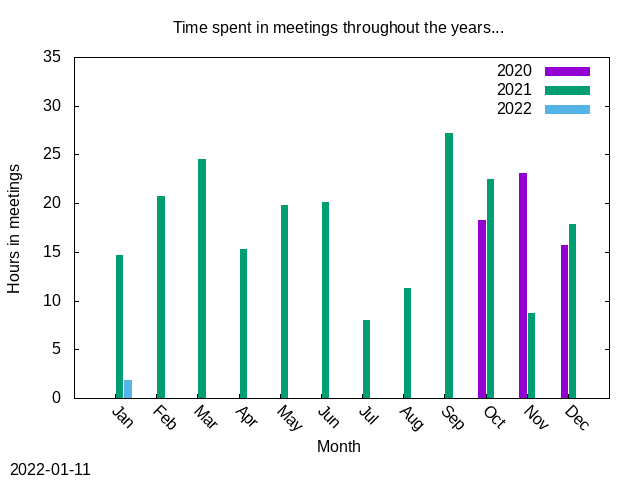 Time spent in meetings throughout the years...
35
30
25
20
15
10
5
0
Hours in meetings
2020
2021
2022
Jan
Feb
Mar
Apr
May
Jun
Jul
Aug
Sep
Oct
Nov
Dec
Month
2022-01-11